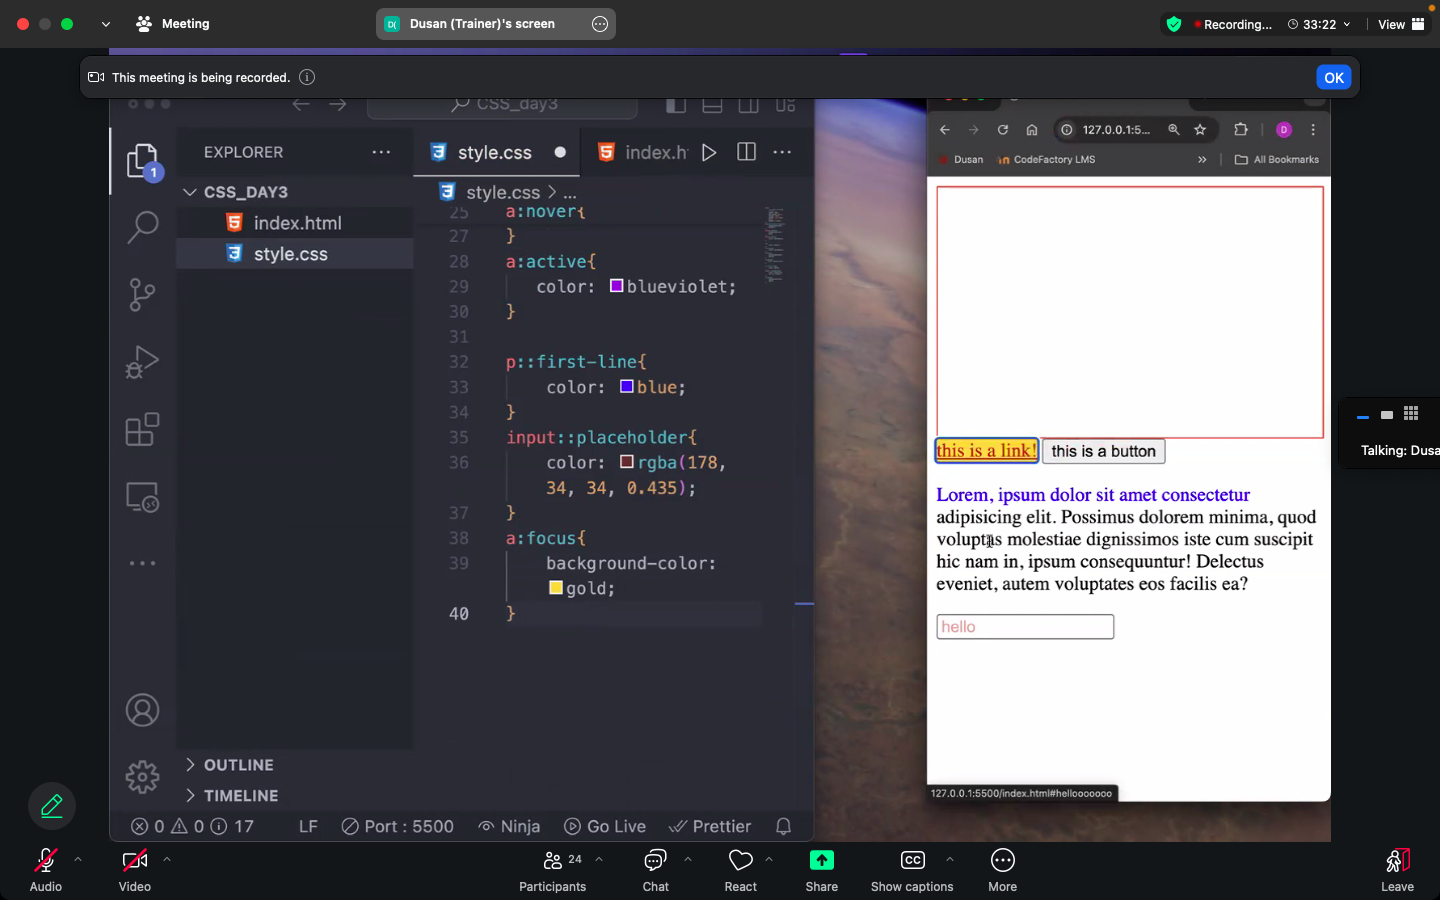 Meeting
D( Dusan (Trainer)'s screen
Recording...
33:22
View
This meeting is being recorded.
OK
CSS_day3
EXPLORER
style.css
index.h
CSS_DAY3
index.html
style.css
1
style.css > ...
25 a:hover{
27 }
28 a:active{
29 color: blueviolet;
30 }
31
32 p::first-line{
33 color: blue;
34 }
35 input::placeholder{
36 color: rgba(178,
34, 34, 0.435);
37 }
38 a:focus{
39 background-color:
gold;
40 }
OUTLINE
TIMELINE
0 0 17
LF
Port : 5500
Ninja
Go Live
Prettier
127.0.0.1:5...
D
Dusan
CodeFactory LMS
All Bookmarks
this is a link! this is a button
Lorem, ipsum dolor sit amet consectetur
adipisicing elit. Possimus dolorem minima, quod
voluptas molestiae dignissimos iste cum suscipit
hic nam in, ipsum consequuntur! Delectus
eveniet, autem voluptates eos facilis ea?
hello
127.0.0.1:5500/index.html#hellooooooo
Talking: Dusa
Audio
Video
24
Participants
Chat
React
Share
CC
Show captions
More
Leave